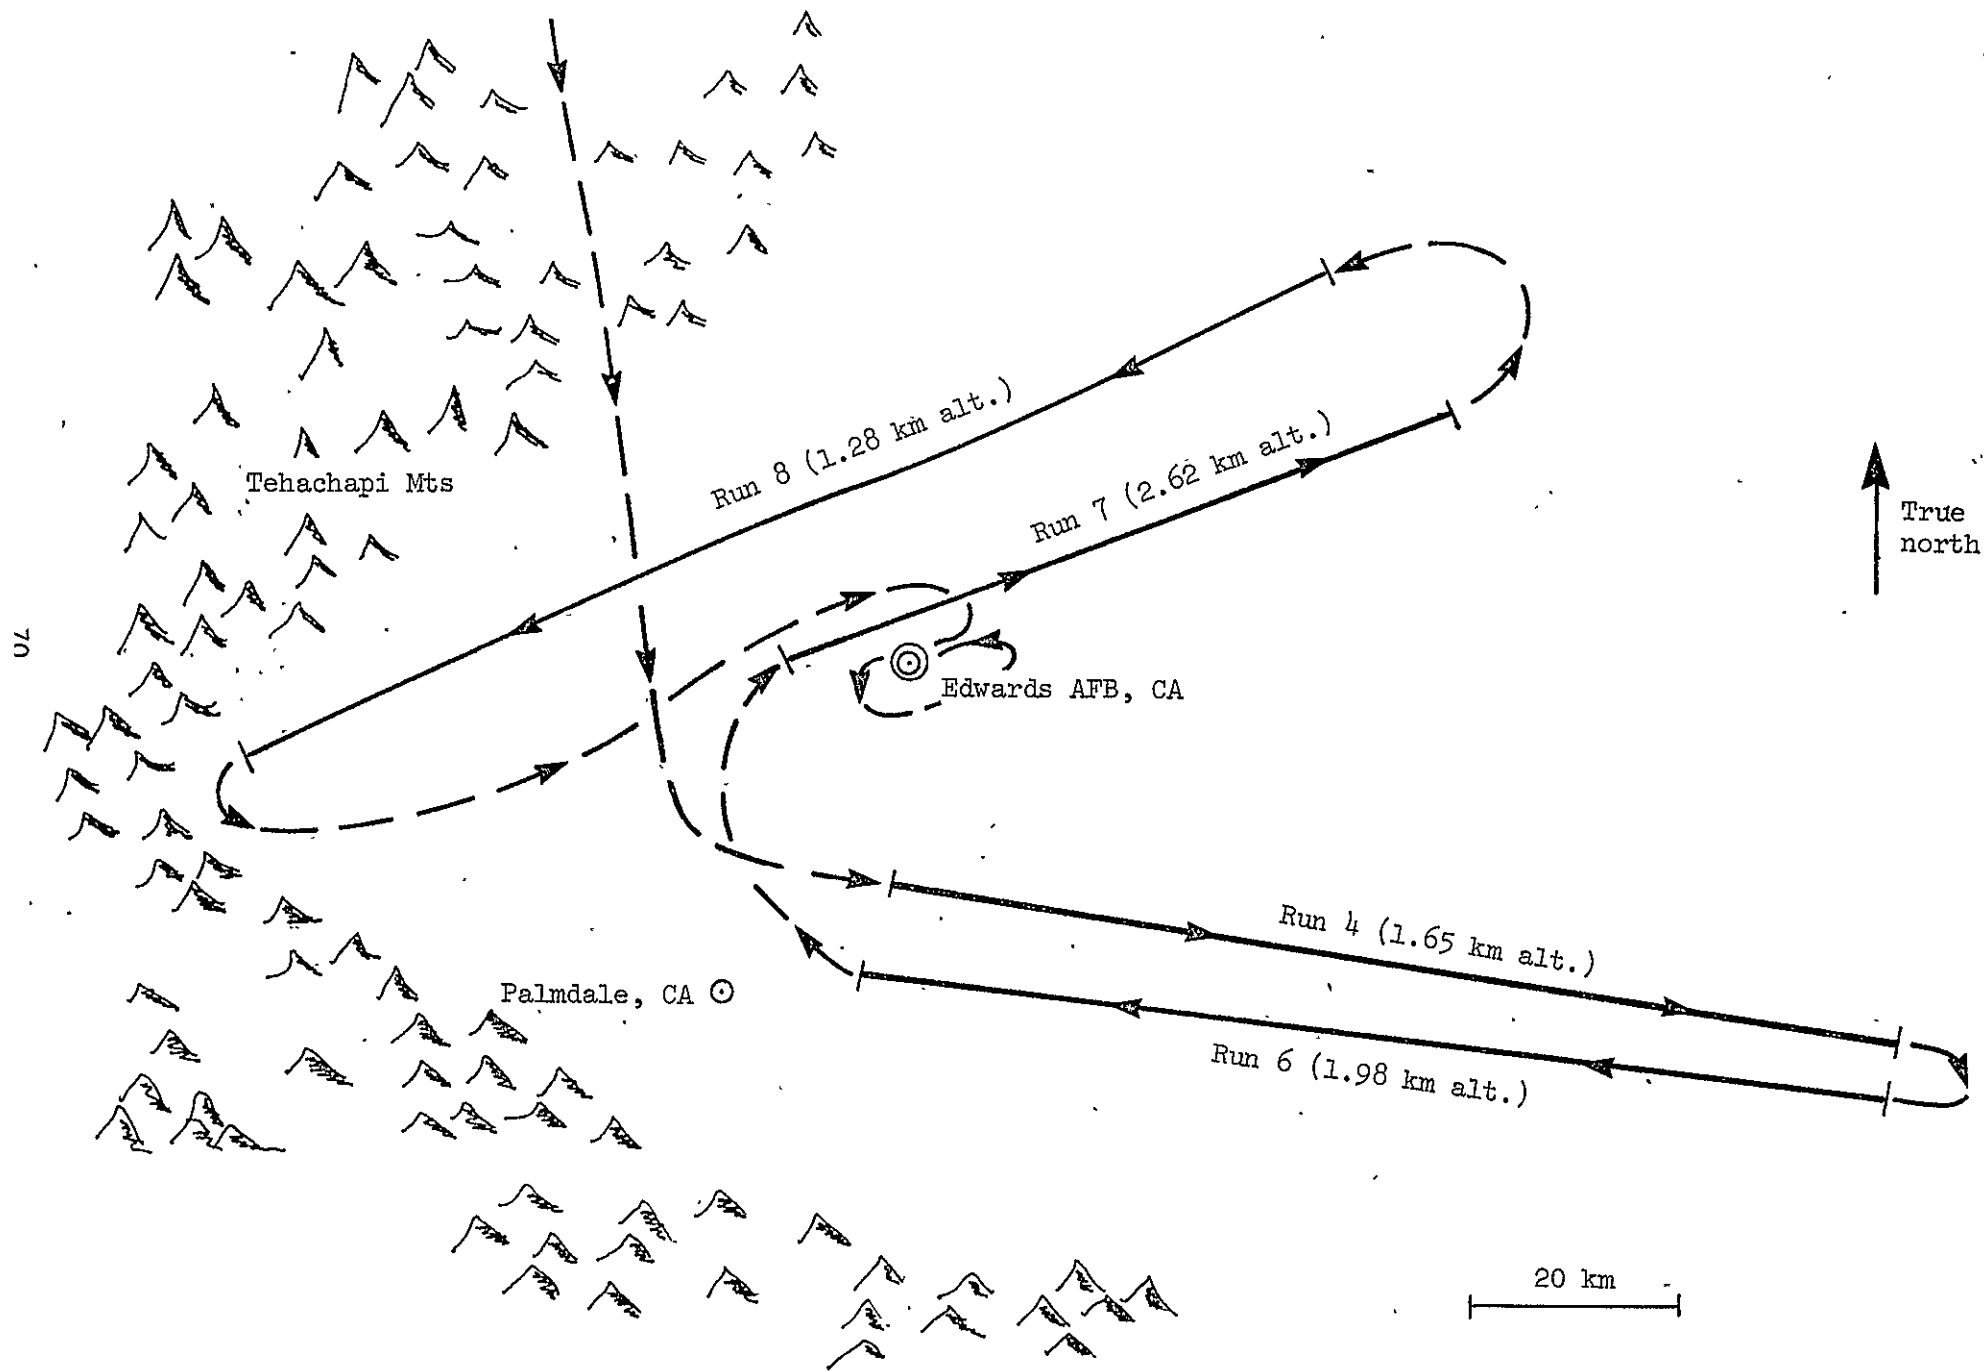 Run 8 (1.28 km alt.)
Run 7 (2.62 km alt.)
Tehachapi Mts
True
north
70
Edwards AFB, CA
Run 4 (1.65 km alt.)
Palmdale, CA
Run 6 (1.98 km alt.)
20 km